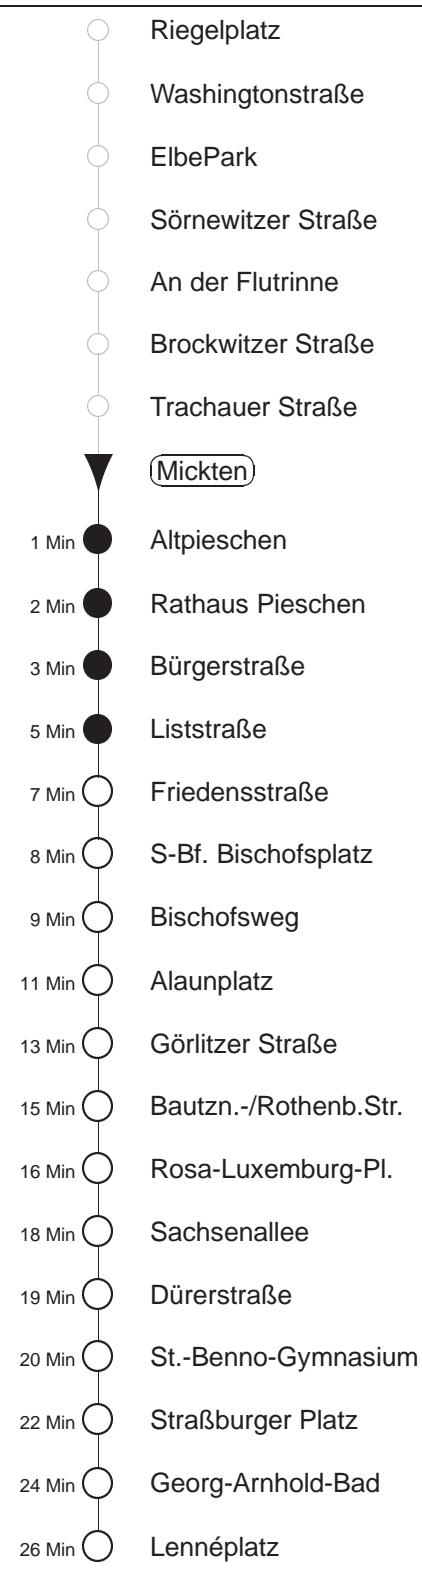 Riegelplatz
Washingtonstraße
ElbePark
Sörnewitzer Straße
An der Flutrinne
Brockwitzer Straße
Trachauer Straße
Mickten
1 Min Altpieschen
2 Min Rathaus Pieschen
3 Min Bürgerstraße
5 Min Liststraße
7 Min Friedensstraße
8 Min S-Bf. Bischofsplatz
9 Min Bischofsweg
11 Min Alaunplatz
13 Min Görlitzer Straße
15 Min Bautzn.-/Rothenb.Str.
16 Min Rosa-Luxemburg-Pl.
18 Min Sachsenallee
19 Min Dürerstraße
20 Min St.-Benno-Gymnasium
22 Min Straßburger Platz
24 Min Georg-Arnhold-Bad
26 Min Lennéplatz